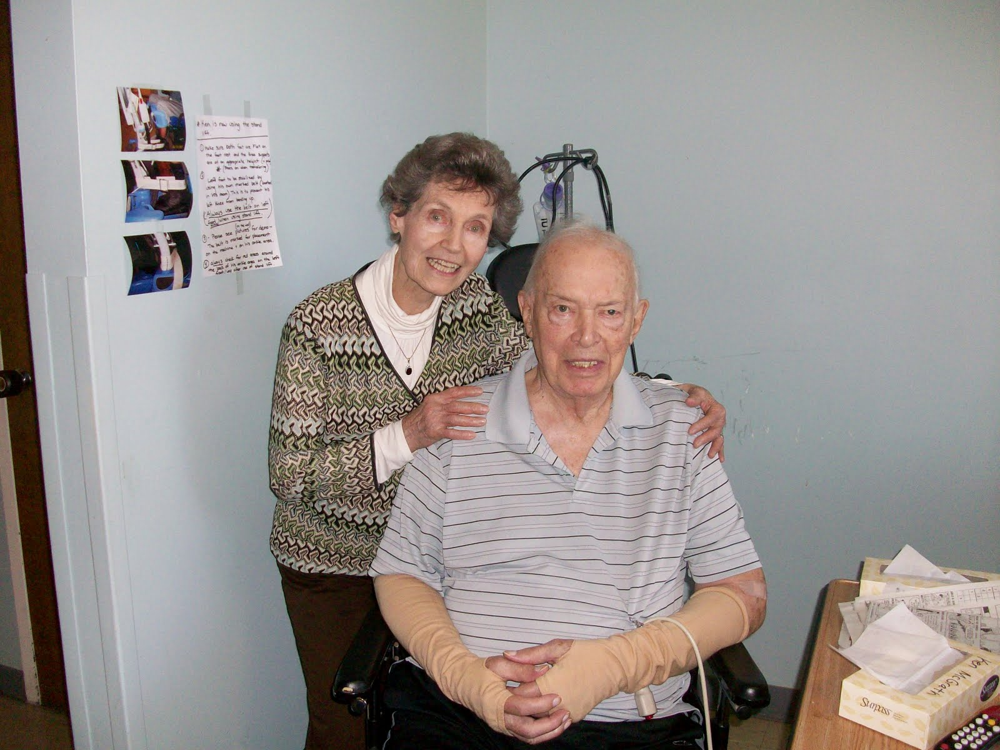 * Ken is now using the stand
lift.
① Make sure both feet are flat on
the foot rest and the knee supports
are at an appropriate height
* (Shoes on when transferring)
② Left foot to be stabilized by
using his own marked belt (located
in his room) This is to prevent his
left knee from bending up.
(Always use the belt on left
foot) when using stand lift.
(on the wall)
③ - Please see pictures for demo -
The belt is marked for placement
on the machine + on his ankle area.
④ always check for red areas around
the back of his ankle area on the left
foot/leg after use of stand lift.
Ken McGrath
Surpass